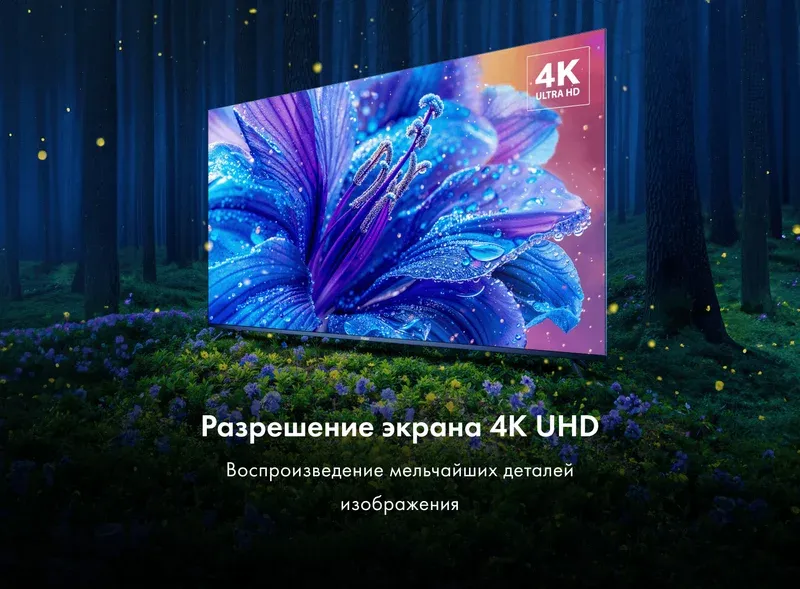 4K
ULTRA HD
Разрешение экрана 4K UHD
Воспроизведение мельчайших деталей
изображения